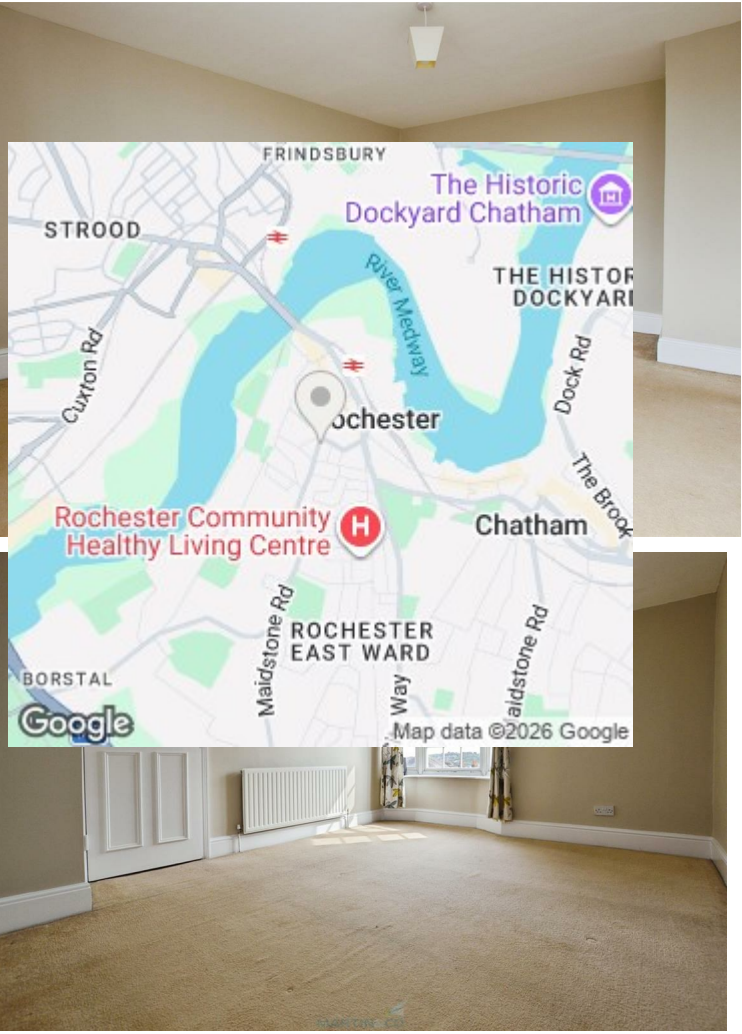 FRINDSBURY
The Historic
Dockyard Chatham
STROOD
River Medway
THE HISTOR
DOCKYARI
Cuxton Rd
Dock Rd
ochester
The Brook
Rochester Community
Healthy Living Centre
H
Chatham
Maidstone Rd
ROCHESTER
EAST WARD
aidstone Rd
Way
BORSTAL
Google
Map data ©2026 Google